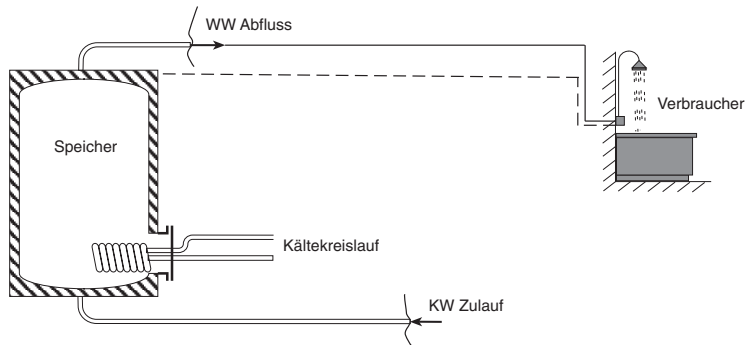 WW Abfluss
Verbraucher
Speicher
Kältekreislauf
KW Zulauf